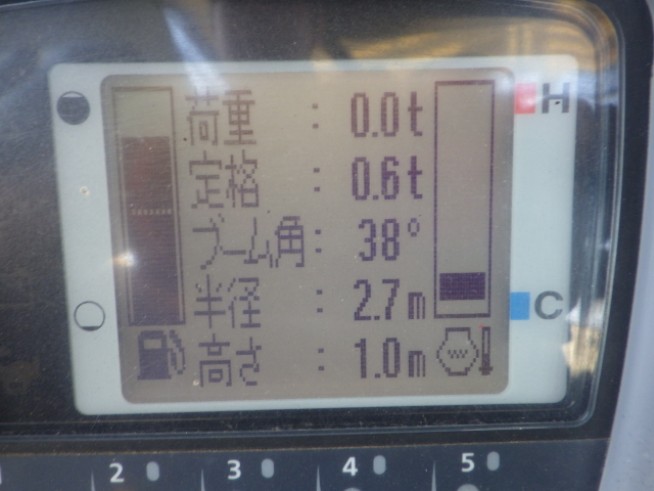 荷重 : 0.0t
定格 : 0.6t
ブーム角: 38°
半径 : 2.7m
高さ : 1.0m
H
C
2 3 4 5